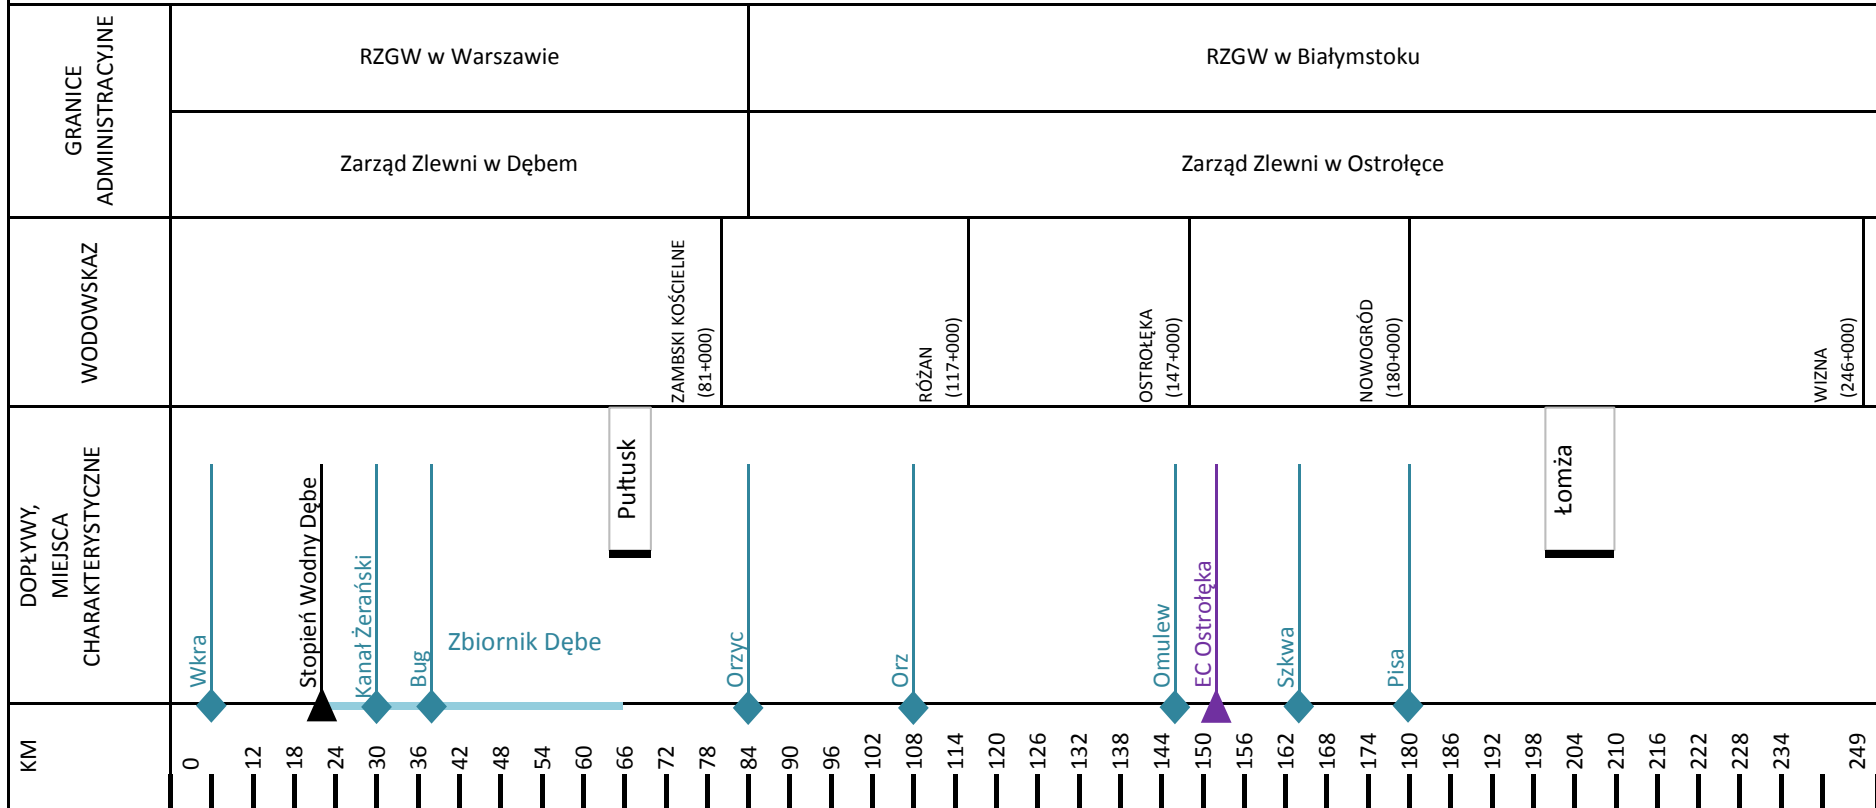 GRANICE
ADMINISTRACYJNE
RZGW w Warszawie
RZGW w Białymstoku
Zarząd Zlewni w Dębem
Zarząd Zlewni w Ostrołęce
WODOWSKAZ
ZAMBSKI KOŚCIELNE
(81+000)
RÓŻAN
(117+000)
OSTROŁĘKA
(147+000)
NOWOGRÓD
(180+000)
WIZNA
(246+000)
DOPŁYWY,
MIEJSCA
CHARAKTERYSTYCZNE
Wkra
Stopień Wodny Dębe
Kanał Żerański
Bug
Zbiornik Dębe
Pułtusk
Orzyc
Orz
Omulew
EC Ostrołęka
Szkwa
Pisa
Łomża
KM
0
12
18
24
30
36
42
48
54
60
66
72
78
84
90
96
102
108
114
120
126
132
138
144
150
156
162
168
174
180
186
192
198
204
210
216
222
228
234
249